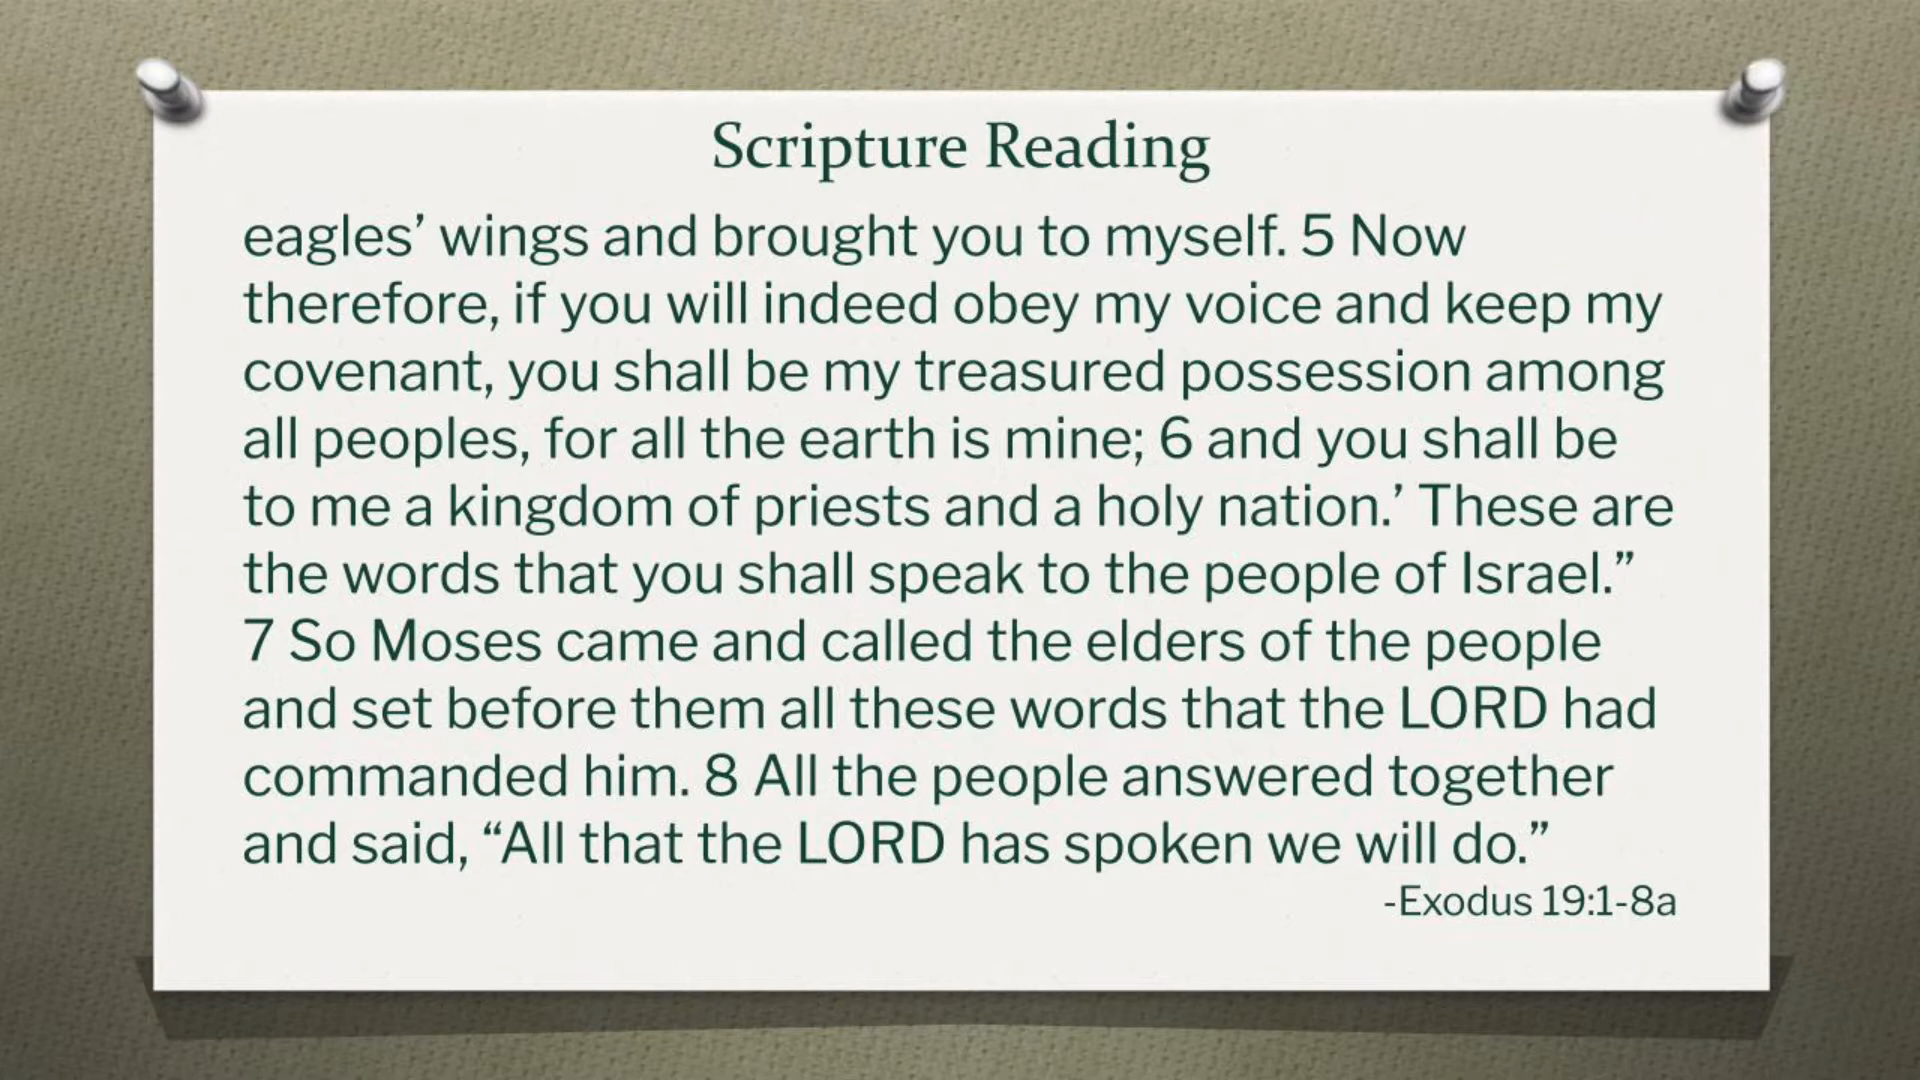 Scripture Reading
eagles’ wings and brought you to myself. 5 Now
therefore, if you will indeed obey my voice and keep my
covenant, you shall be my treasured possession among
all peoples, for all the earth is mine; 6 and you shall be
to me a kingdom of priests and a holy nation.’ These are
the words that you shall speak to the people of Israel.”
7 So Moses came and called the elders of the people
and set before them all these words that the LORD had
commanded him. 8 All the people answered together
and said, “All that the LORD has spoken we will do.”
-Exodus 19:1-8a